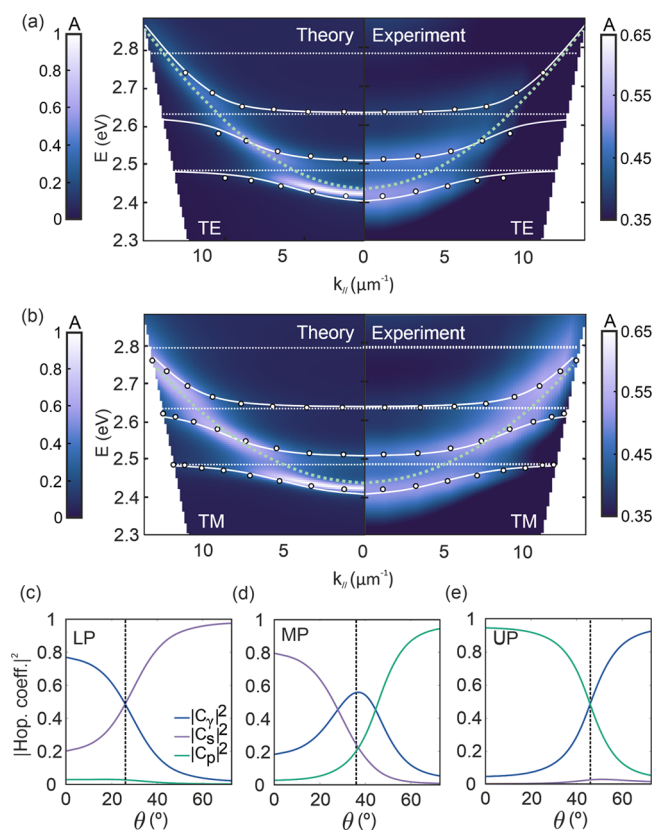 (a)
A
1
0.8
0.6
0.4
0.2
0
E (eV)
2.8
2.7
2.6
2.5
2.4
2.3
Theory
Experiment
TE
TE
10
5
0
5
10
k// (μm⁻¹)
A
0.65
0.55
0.45
0.35
(b)
A
1
0.8
0.6
0.4
0.2
0
E (eV)
2.8
2.7
2.6
2.5
2.4
2.3
Theory
Experiment
TM
TM
10
5
0
5
10
k// (μm⁻¹)
A
0.65
0.55
0.45
0.35
(c)
|Hop. coeff.|²
1
0.8
0.6
0.4
0.2
0
LP
|Cγ|²
|Cs|²
|Cp|²
0
20
40
60
θ (º)
(d)
1
0.8
0.6
0.4
0.2
0
MP
0
20
40
60
θ (º)
(e)
1
0.8
0.6
0.4
0.2
0
UP
0
20
40
60
θ (º)